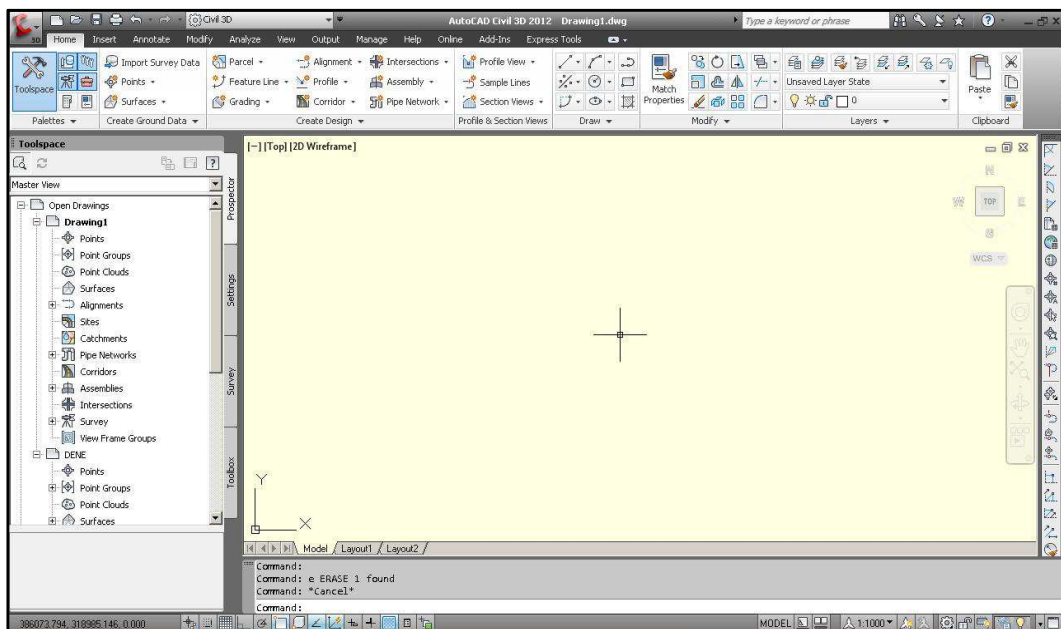 Civil 3D
AutoCAD Civil 3D 2012 Drawing1.dwg
Type a keyword or phrase
3D
Home Insert Annotate Modify Analyze View Output Manage Help Online Add-Ins Express Tools
Toolspace
Import Survey Data
Points
Surfaces
Parcel
Feature Line
Grading
Alignment
Profile
Corridor
Intersections
Assembly
Pipe Network
Profile View
Sample Lines
Section Views
Match Properties
Unsaved Layer State
0
Paste
Palettes
Create Ground Data
Create Design
Profile & Section Views
Draw
Modify
Layers
Clipboard
Toolspace
Master View
Open Drawings
Drawing1
Points
Point Groups
Point Clouds
Surfaces
Alignments
Sites
Catchments
Pipe Networks
Corridors
Assemblies
Intersections
Survey
View Frame Groups
DENE
Points
Point Groups
Point Clouds
Surfaces
Prospector
Settings
Survey
Toolbox
[−][Top][2D Wireframe]
N
W TOP E
WCS
Y
X
Model Layout1 Layout2
Command:
Command: e ERASE 1 found
Command: *Cancel*
Command:
386073.794, 318985.146, 0.000
MODEL
1:1000